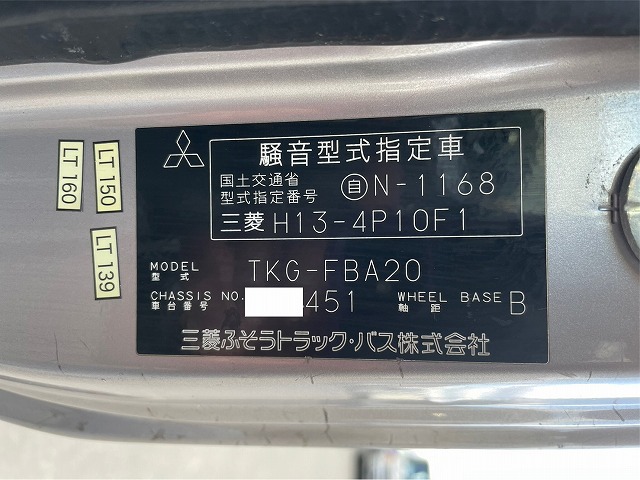 騒音型式指定車
国土交通省
型式指定番号 自 N-1168
三菱 H13-4P10F1
MODEL
型式 TKG-FBA20
CHASSIS NO.
車台番号 451 WHEEL BASE
軸距 B
三菱ふそうトラック・バス株式会社
LT 160
LT 150
LT 139